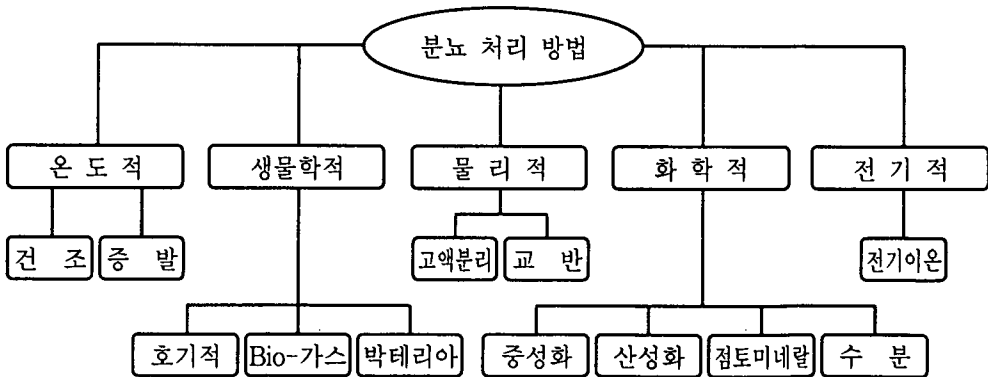 분뇨 처리 방법
온 도 적
생물학적
물 리 적
화 학 적
전 기 적
건 조
증 발
고액분리
교 반
전기이온
호기적
Bio-가스
박테리아
중성화
산성화
점토미네랄
수 분